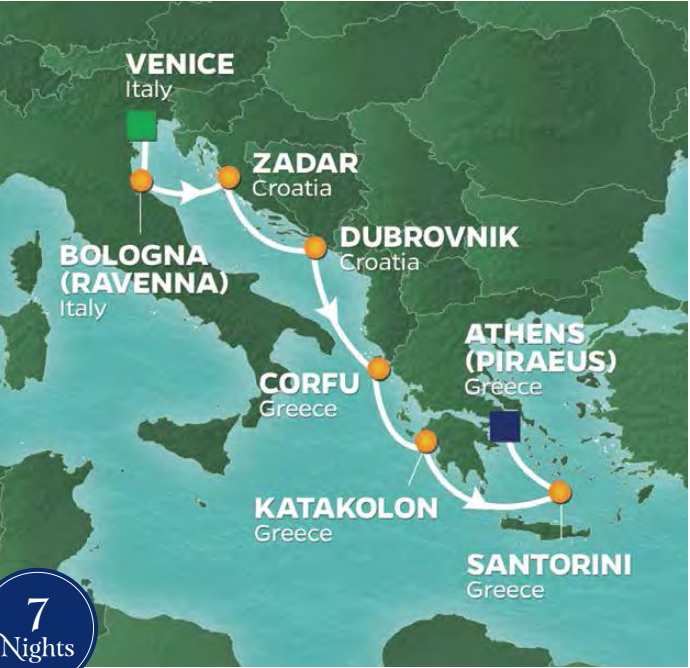 VENICE
Italy
ZADAR
Croatia
DUBROVNIK
Croatia
BOLOGNA
(RAVENNA)
Italy
ATHENS
(PIRAEUS)
Greece
CORFU
Greece
KATAKOLON
Greece
SANTORINI
Greece
7
Nights